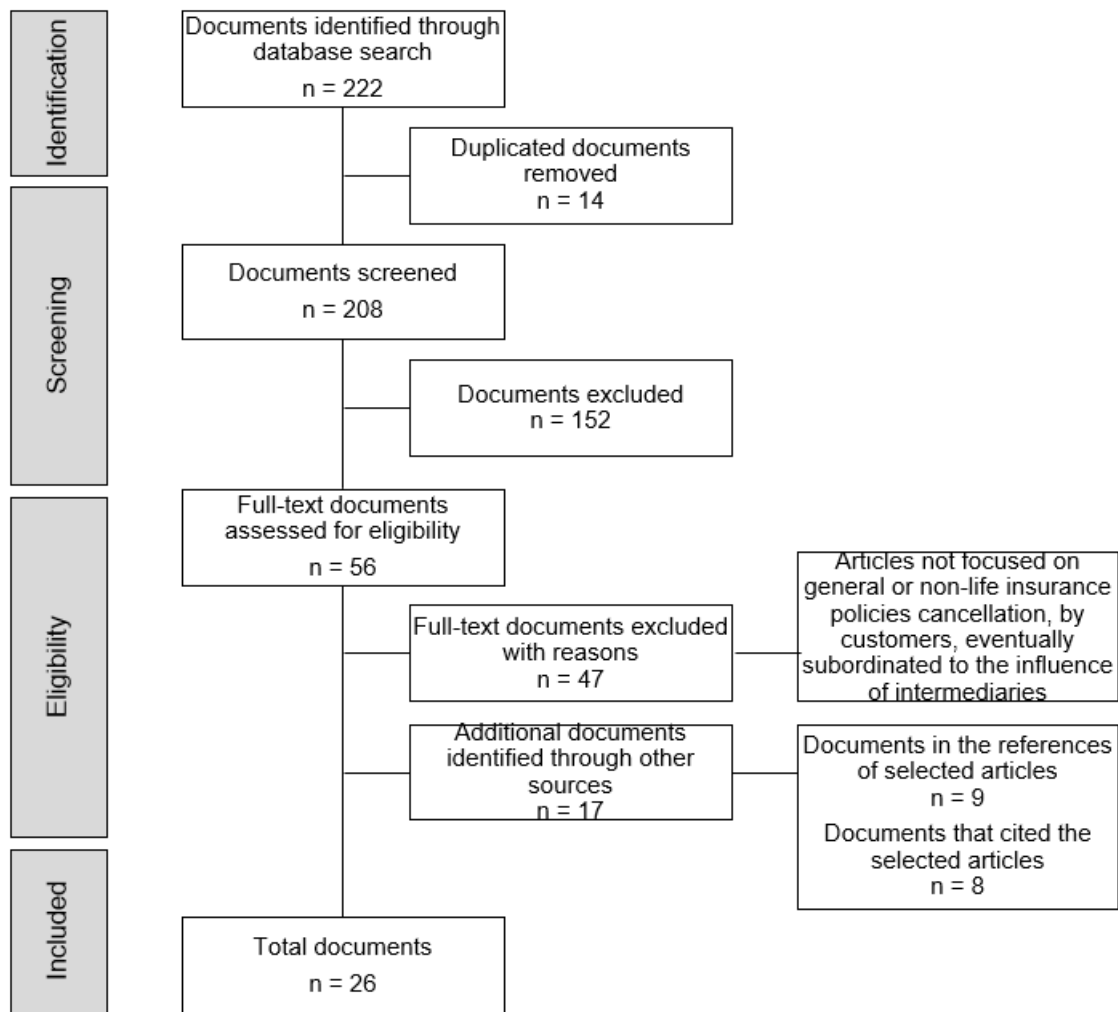 Identification
Documents identified through
database search
n = 222
Duplicated documents
removed
n = 14
Screening
Documents screened
n = 208
Documents excluded
n = 152
Eligibility
Full-text documents
assessed for eligibility
n = 56
Full-text documents excluded
with reasons
n = 47
Articles not focused on
general or non-life insurance
policies cancellation, by
customers, eventually
subordinated to the influence
of intermediaries
Additional documents
identified through other
sources
n = 17
Documents in the references
of selected articles
n = 9
Documents that cited the
selected articles
n = 8
Included
Total documents
n = 26